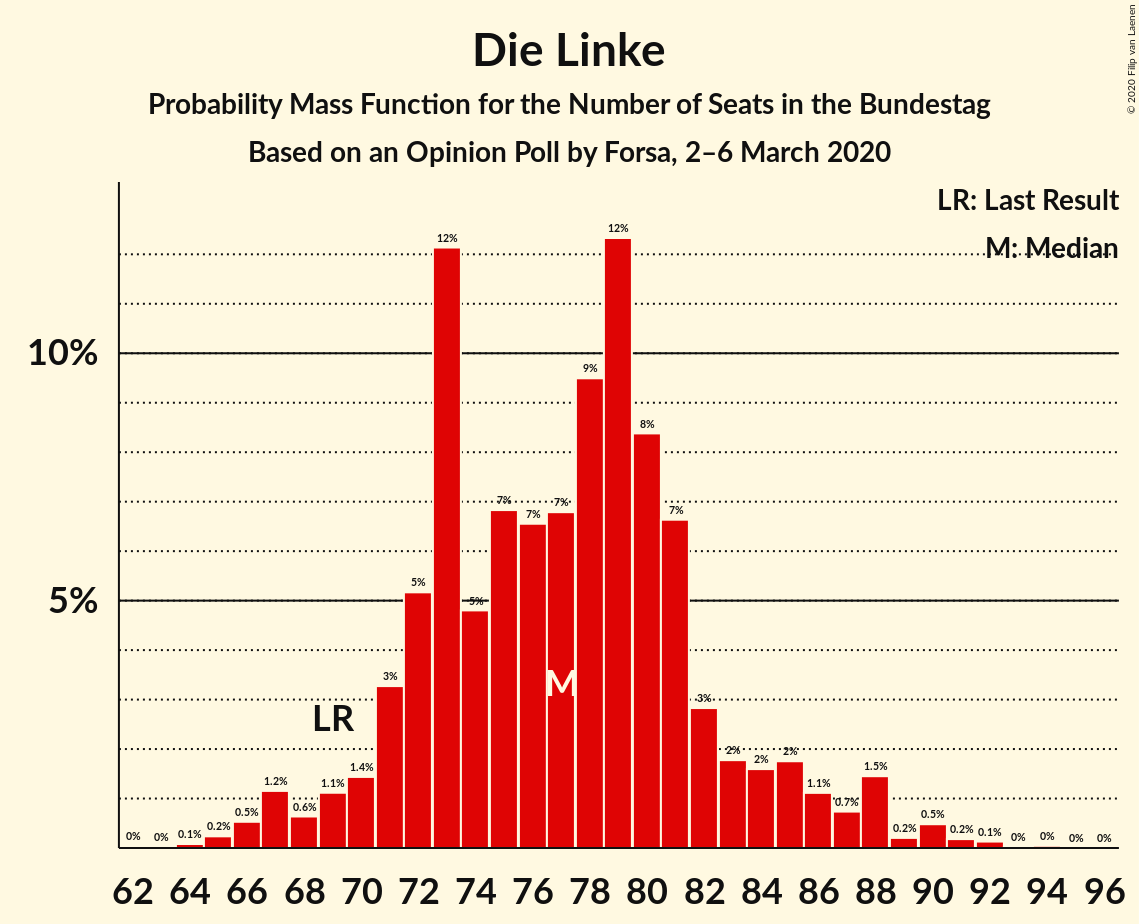 Die Linke
Probability Mass Function for the Number of Seats in the Bundestag
Based on an Opinion Poll by Forsa, 2–6 March 2020
© 2020 Filip van Laenen
LR: Last Result
M: Median
10%
5%
0% 0% 0.1% 0.2% 0.5% 1.2% 0.6% 1.1% 1.4% 3% 5% 12% 5% 7% 7% 7% 9% 12% 8% 7% 3% 2% 2% 2% 1.1% 0.7% 1.5% 0.2% 0.5% 0.2% 0.1% 0% 0% 0% 0%
LR
M
62 64 66 68 70 72 74 76 78 80 82 84 86 88 90 92 94 96